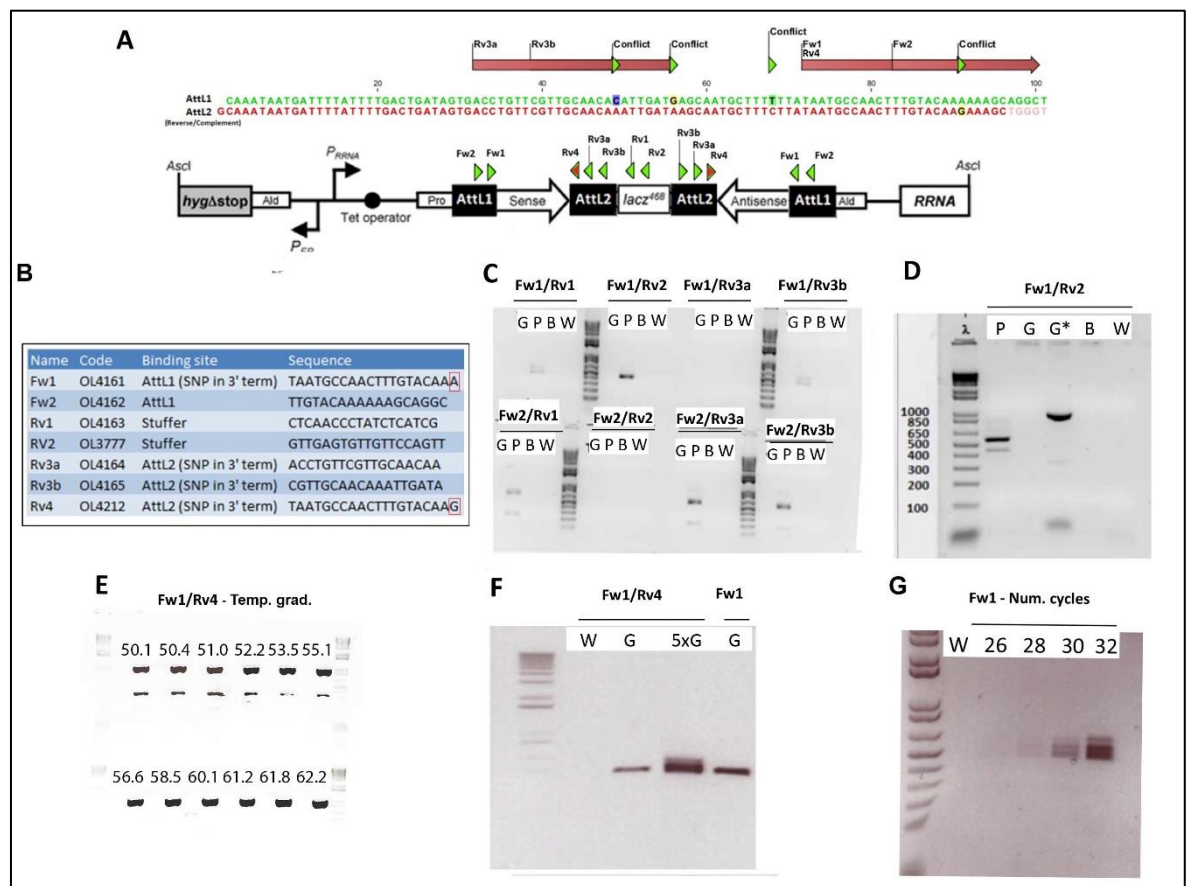 A
Rv3a Rv3b Conflict Conflict Conflict Fw1 Fw2 Conflict
Rv4
20 40 60 80 100
AttL1 CAAATAATGATTTTATTTTGACTGATAGTGACCTGTTCGTTGCAACACATTGATGAGCAATGCTTTTTTATAATGCCAACTTTGTACAAAAAAGCAGGCT
AttL2 GCAAATAATGATTTTATTTTGACTGATAGTGACCTGTTCGTTGCAACAAATTGATAAGCAATGCTTTCTTATAATGCCAACTTTGTACAAGAAAGCTGGGT
(Reverse/Complement)
AscI PRRNA Fw2 Fw1 Rv4 Rv3a Rv3b Rv1 Rv2 Rv3b Rv3a Rv4 Fw1 Fw2 AscI
hygΔstop Ald Pro AttL1 Sense AttL2 lacz468 AttL2 Antisense AttL1 Ald RRNA
Tet operator
B
Name Code Binding site Sequence
Fw1 OL4161 AttL1 (SNP in 3' term) TAATGCCAACTTTGTACAAA
Fw2 OL4162 AttL1 TTGTACAAAAAAGCAGGC
Rv1 OL4163 Stuffer CTCAACCCTATCTCATCG
RV2 OL3777 Stuffer GTTGAGTGTTGTTCCAGTT
Rv3a OL4164 AttL2 (SNP in 3' term) ACCTGTTCGTTGCAACAA
Rv3b OL4165 AttL2 (SNP in 3' term) CGTTGCAACAAATTGATA
Rv4 OL4212 AttL2 (SNP in 3' term) TAATGCCAACTTTGTACAAG
C
Fw1/Rv1 Fw1/Rv2 Fw1/Rv3a Fw1/Rv3b
G P B W G P B W G P B W G P B W
Fw2/Rv1 Fw2/Rv2 Fw2/Rv3a Fw2/Rv3b
G P B W G P B W G P B W G P B W
D
Fw1/Rv2
λ P G G* B W
1000
850
650
500
400
300
200
100
E
Fw1/Rv4 - Temp. grad.
50.1 50.4 51.0 52.2 53.5 55.1
56.6 58.5 60.1 61.2 61.8 62.2
F
Fw1/Rv4 Fw1
W G 5xG G
G
Fw1 - Num. cycles
W 26 28 30 32